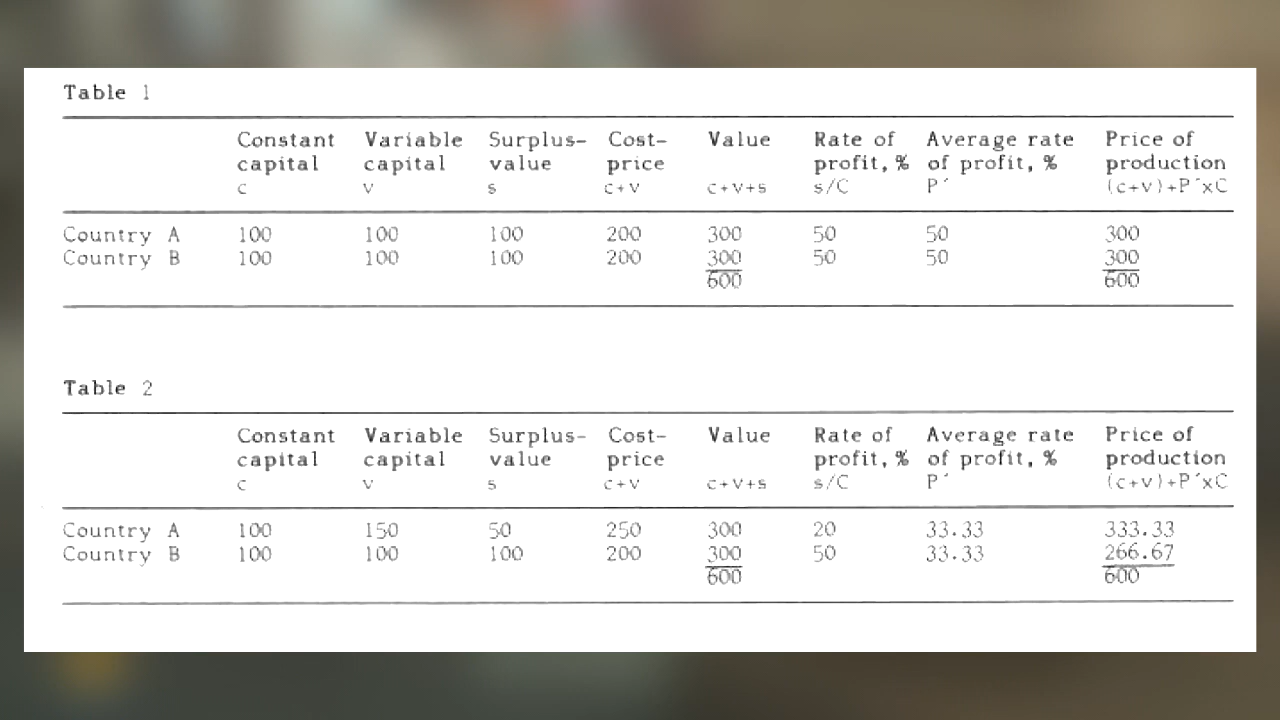 Table 1
Constant Variable Surplus- Cost- Value Rate of Average rate Price of
capital capital value price profit, % of profit, % production
c v s c+v c+v+s s/C P´ (c+v)+P´xC
Country A 100 100 100 200 300 50 50 300
Country B 100 100 100 200 300 50 50 300
600 600
Table 2
Constant Variable Surplus- Cost- Value Rate of Average rate Price of
capital capital value price profit, % of profit, % production
c v s c+v c+v+s s/C P´ (c+v)+P´xC
Country A 100 150 50 250 300 20 33.33 333.33
Country B 100 100 100 200 300 50 33.33 266.67
600 600